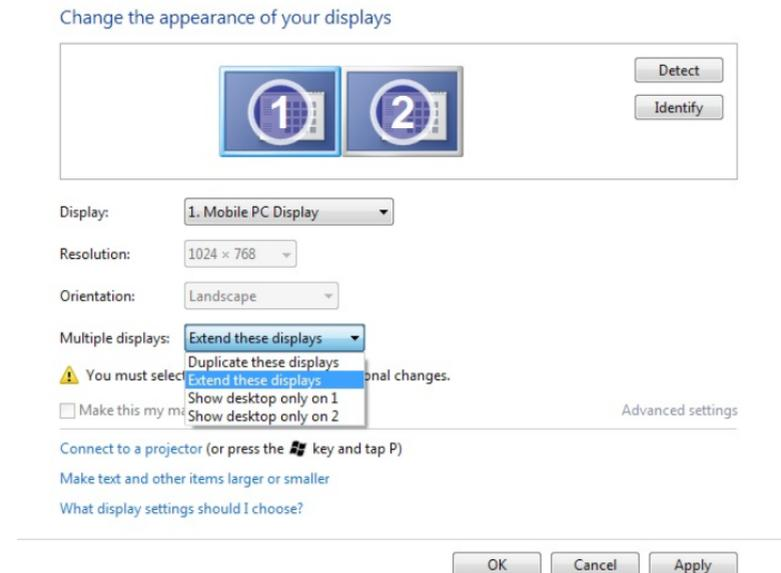 Change the appearance of your displays
1
2
Detect
Identify
Display:
1. Mobile PC Display
Resolution:
1024 × 768
Orientation:
Landscape
Multiple displays:
Extend these displays
Duplicate these displays
Extend these displays
Show desktop only on 1
Show desktop only on 2
You must select
onal changes.
Make this my ma
Advanced settings
Connect to a projector (or press the key and tap P)
Make text and other items larger or smaller
What display settings should I choose?
OK
Cancel
Apply